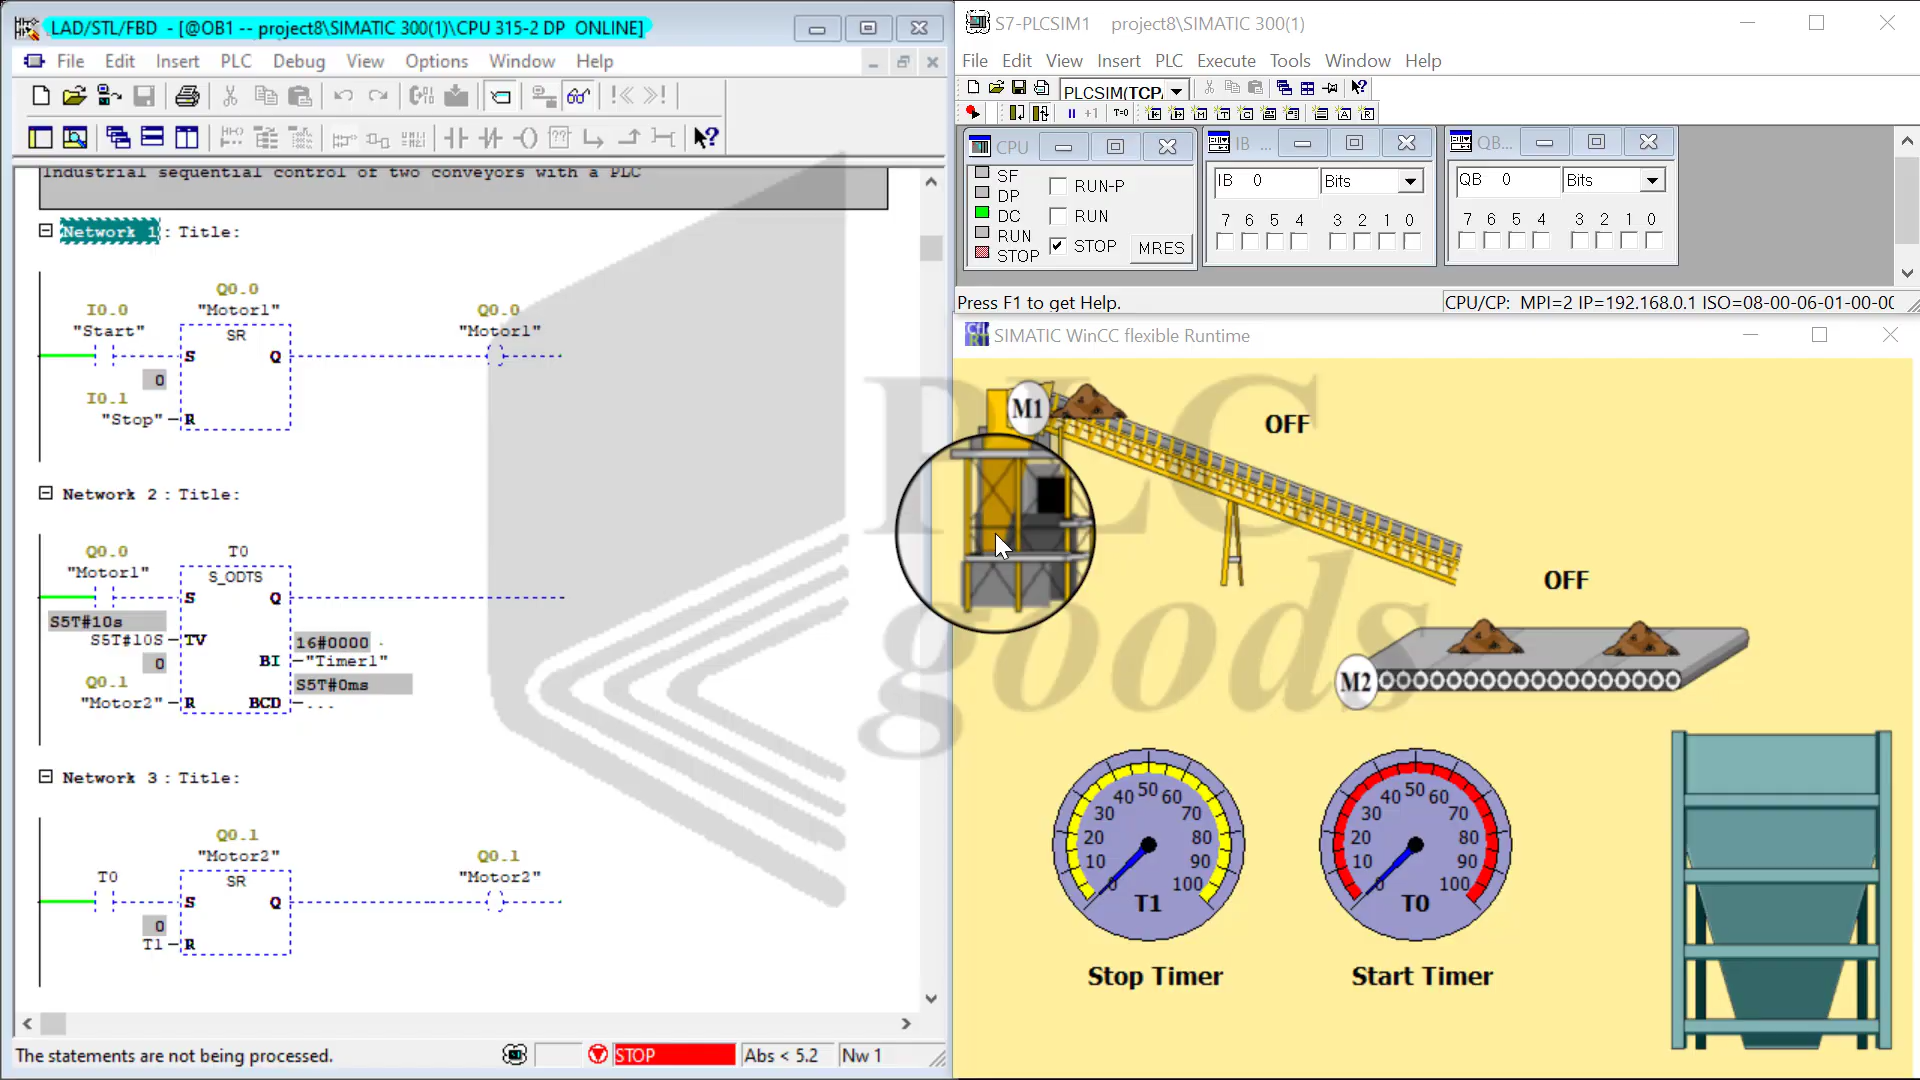 LAD/STL/FBD - [@OB1 -- project8\SIMATIC 300(1)\CPU 315-2 DP ONLINE]
File Edit Insert PLC Debug View Options Window Help
Industrial sequential control of two conveyors with a PLC
Network 1 : Title:
Q0.0
I0.0 "Motor1" Q0.0
"Start" SR "Motor1"
S Q
0
I0.1
"Stop" R
Network 2 : Title:
Q0.0 T0
"Motor1" S_ODTS
S Q
S5T#10s
S5T#10S TV 16#0000
0 BI "Timer1"
Q0.1 S5T#0ms
"Motor2" R BCD ...
Network 3 : Title:
Q0.1
"Motor2" Q0.1
T0 SR "Motor2"
S Q
0
T1 R
The statements are not being processed. STOP Abs < 5.2 Nw 1
S7-PLCSIM1 project8\SIMATIC 300(1)
File Edit View Insert PLC Execute Tools Window Help
PLCSIM(TCP
+1 T=0
CPU
SF
DP
DC
RUN
STOP
RUN-P
RUN
STOP MRES
IB ...
IB 0 Bits
7 6 5 4 3 2 1 0
QB...
QB 0 Bits
7 6 5 4 3 2 1 0
Press F1 to get Help. CPU/CP: MPI=2 IP=192.168.0.1 ISO=08-00-06-01-00-00
SIMATIC WinCC flexible Runtime
M1
OFF
OFF
M2
PLC
goods
0 10 20 30 40 50 60 70 80 90 100
T1
Stop Timer
0 10 20 30 40 50 60 70 80 90 100
T0
Start Timer